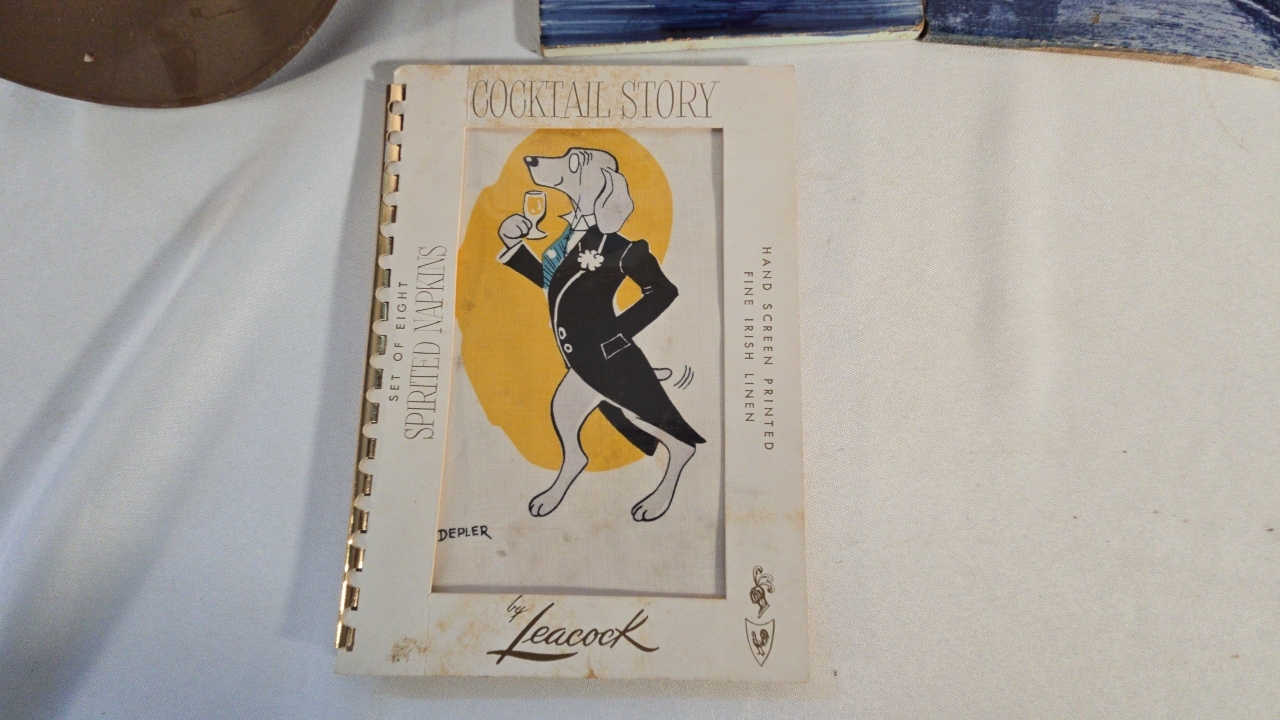 COCKTAIL STORY
SET OF EIGHT
SPIRITED NAPKINS
HAND SCREEN PRINTED
FINE IRISH LINEN
DEPLER
by
Leacock